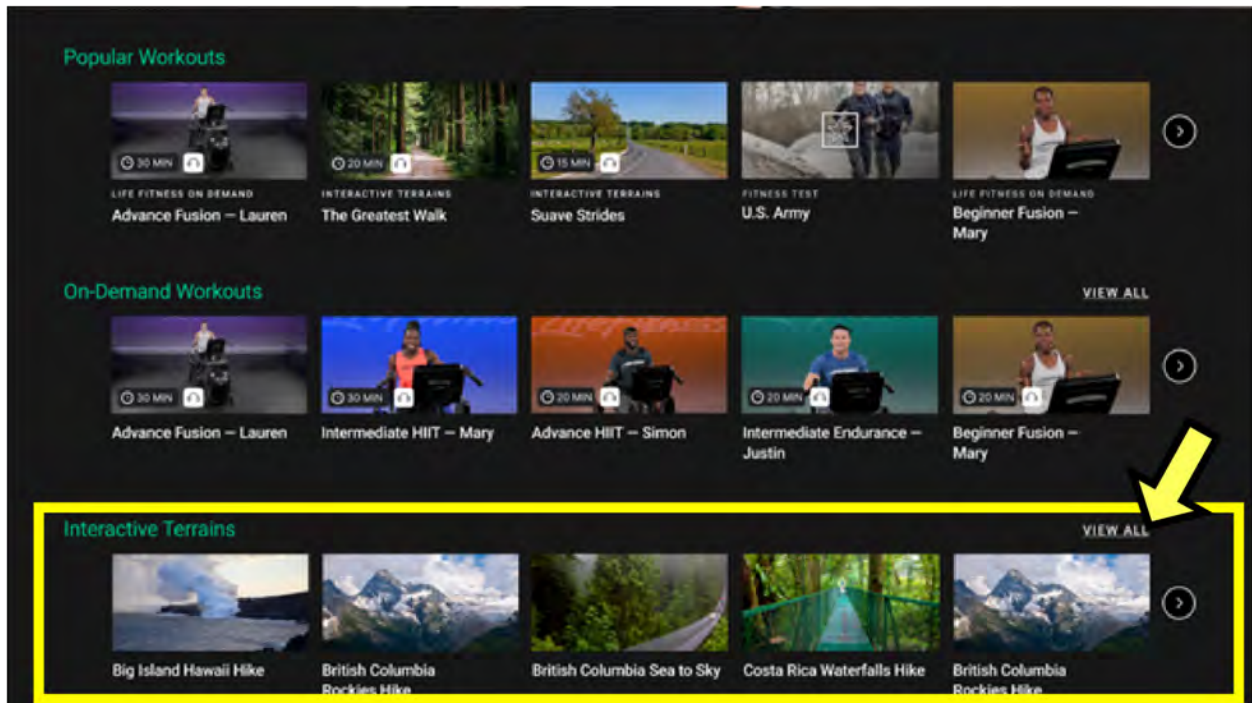 Popular Workouts
30 MIN
20 MIN
15 MIN
LIFE FITNESS ON DEMAND
INTERACTIVE TERRAINS
INTERACTIVE TERRAINS
FITNESS TEST
LIFE FITNESS ON DEMAND
Advance Fusion — Lauren
The Greatest Walk
Suave Strides
U.S. Army
Beginner Fusion —
Mary
On-Demand Workouts
VIEW ALL
30 MIN
30 MIN
20 MIN
20 MIN
20 MIN
Advance Fusion — Lauren
Intermediate HIIT — Mary
Advance HIIT — Simon
Intermediate Endurance —
Justin
Beginner Fusion —
Mary
Interactive Terrains
VIEW ALL
Big Island Hawaii Hike
British Columbia
Rockies Hike
British Columbia Sea to Sky
Costa Rica Waterfalls Hike
British Columbia
Rockies Hike